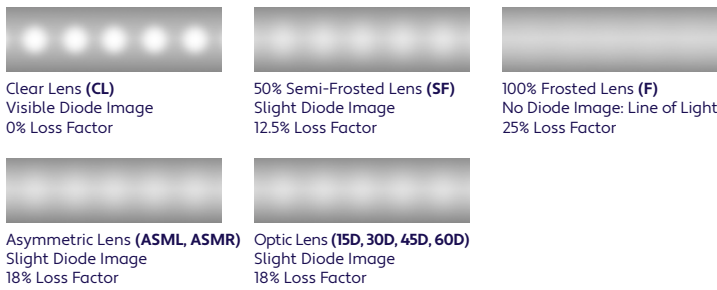 Clear Lens (CL)
Visible Diode Image
0% Loss Factor
50% Semi-Frosted Lens (SF)
Slight Diode Image
12.5% Loss Factor
100% Frosted Lens (F)
No Diode Image: Line of Light
25% Loss Factor
Asymmetric Lens (ASML, ASMR)
Slight Diode Image
18% Loss Factor
Optic Lens (15D, 30D, 45D, 60D)
Slight Diode Image
18% Loss Factor